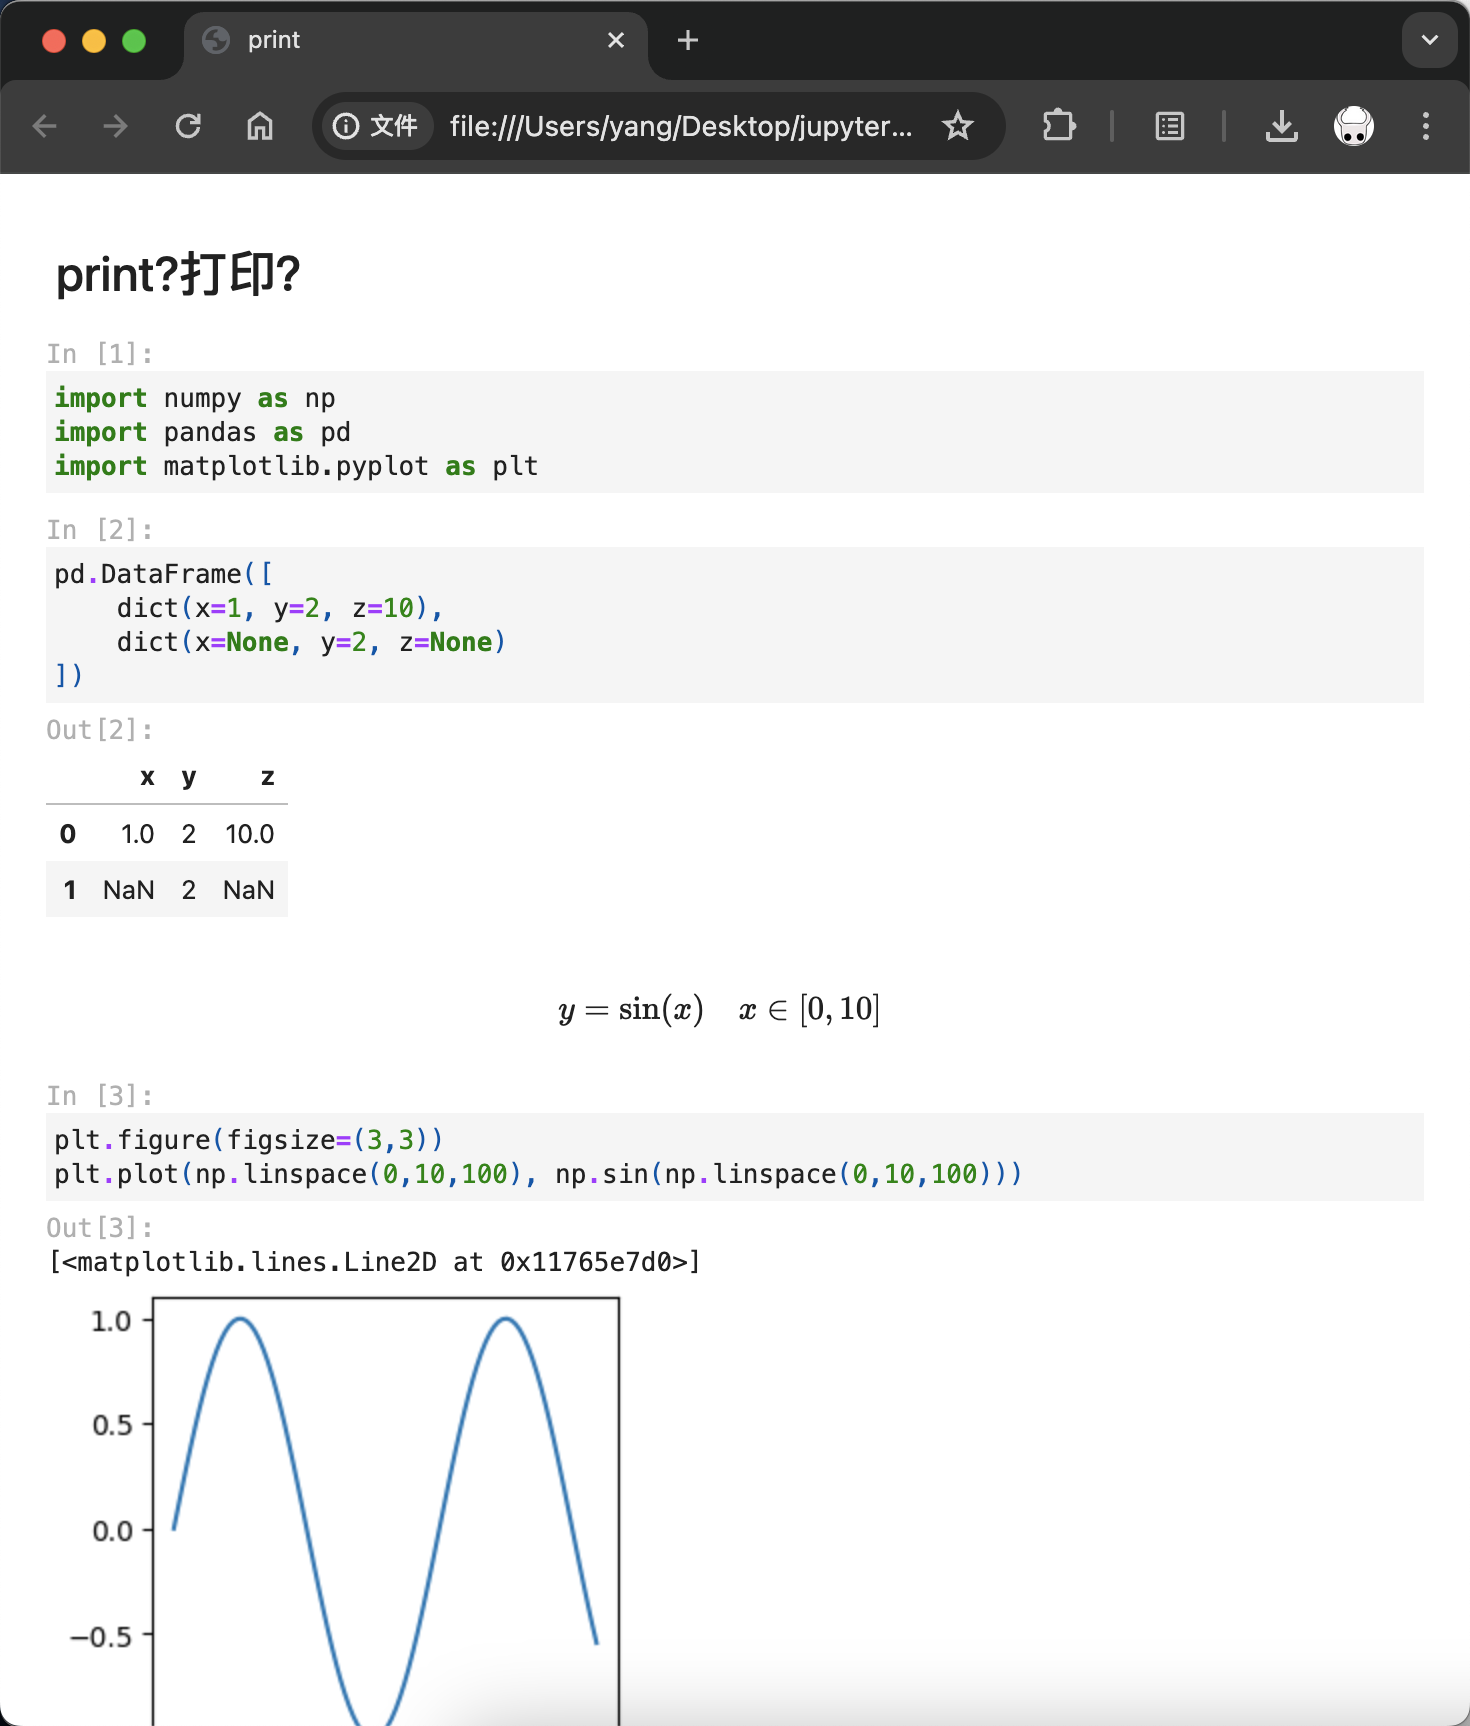 print
文件
file:///Users/yang/Desktop/jupyter...
print?打印?
In [1]:
import numpy as np
import pandas as pd
import matplotlib.pyplot as plt
In [2]:
pd.DataFrame([
    dict(x=1, y=2, z=10),
    dict(x=None, y=2, z=None)
])
Out[2]:
x y z
0 1.0 2 10.0
1 NaN 2 NaN
y = sin(x) x ∈ [0, 10]
In [3]:
plt.figure(figsize=(3,3))
plt.plot(np.linspace(0,10,100), np.sin(np.linspace(0,10,100)))
Out[3]:
[<matplotlib.lines.Line2D at 0x11765e7d0>]
1.0
0.5
0.0
−0.5